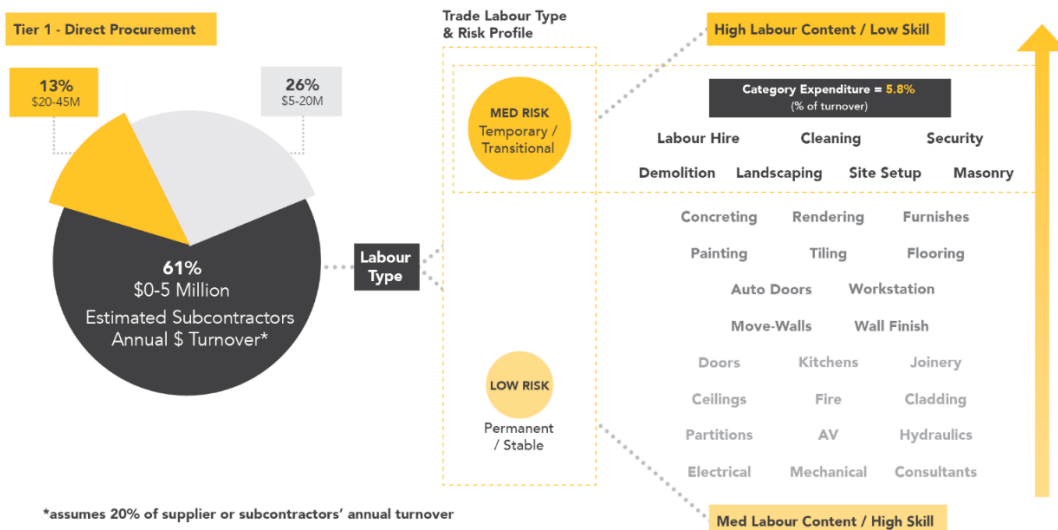 Tier 1 - Direct Procurement
13%
$20-45M
26%
$5-20M
61%
$0-5 Million
Estimated Subcontractors
Annual $ Turnover*
Labour
Type
Trade Labour Type
& Risk Profile
MED RISK
Temporary /
Transitional
LOW RISK
Permanent
/ Stable
High Labour Content / Low Skill
Category Expenditure = 5.8%
(% of turnover)
Labour Hire Cleaning Security
Demolition Landscaping Site Setup Masonry
Concreting Rendering Furnishes
Painting Tiling Flooring
Auto Doors Workstation
Move-Walls Wall Finish
Doors Kitchens Joinery
Ceilings Fire Cladding
Partitions AV Hydraulics
Electrical Mechanical Consultants
Med Labour Content / High Skill
*assumes 20% of supplier or subcontractors' annual turnover